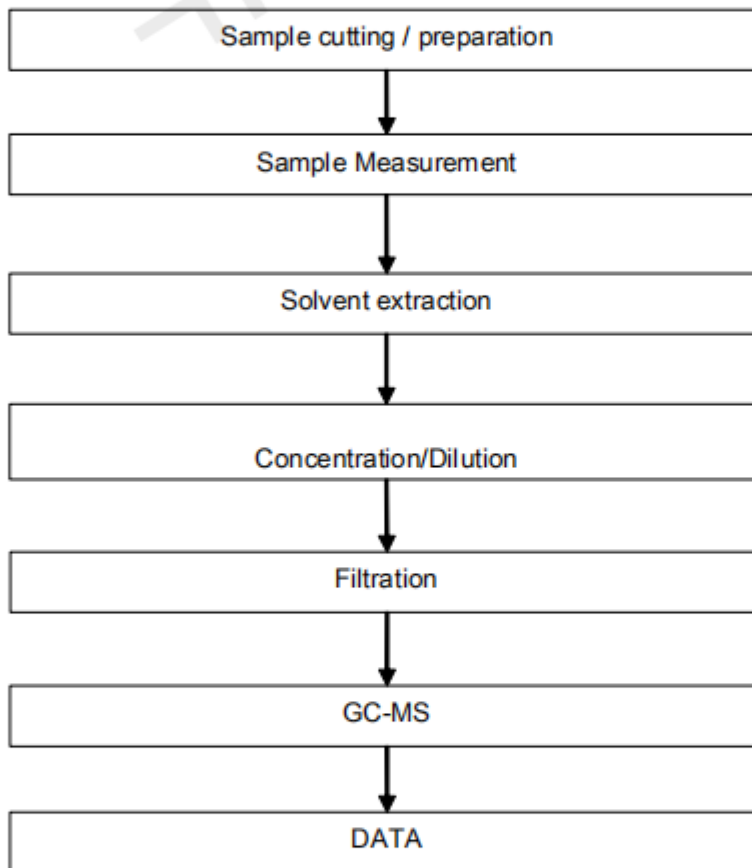 Sample cutting / preparation
Sample Measurement
Solvent extraction
Concentration/Dilution
Filtration
GC-MS
DATA